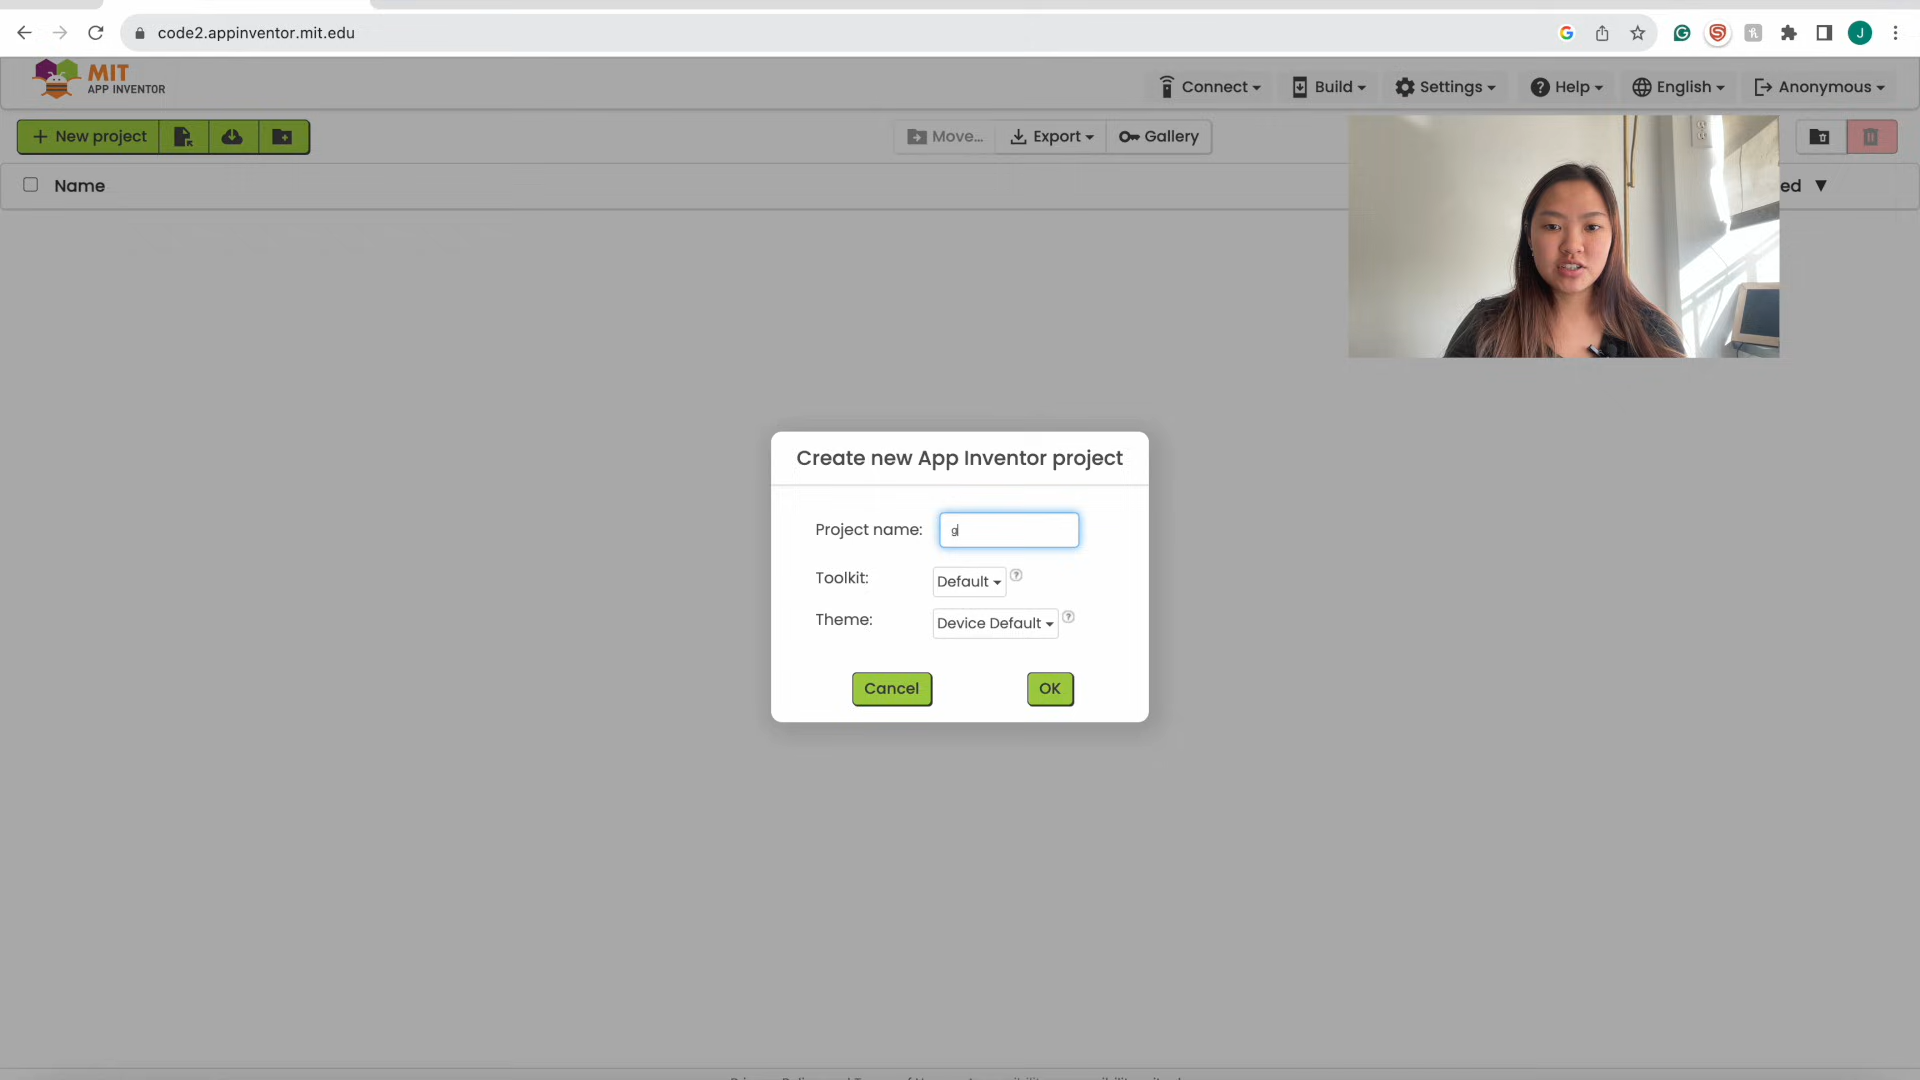 code2.appinventor.mit.edu
J
MIT
APP INVENTOR
Connect
Build
Settings
Help
English
Anonymous
+ New project
Move...
Export
Gallery
Name
ed ▼
Create new App Inventor project
Project name: g
Toolkit: Default
Theme: Device Default
Cancel
OK